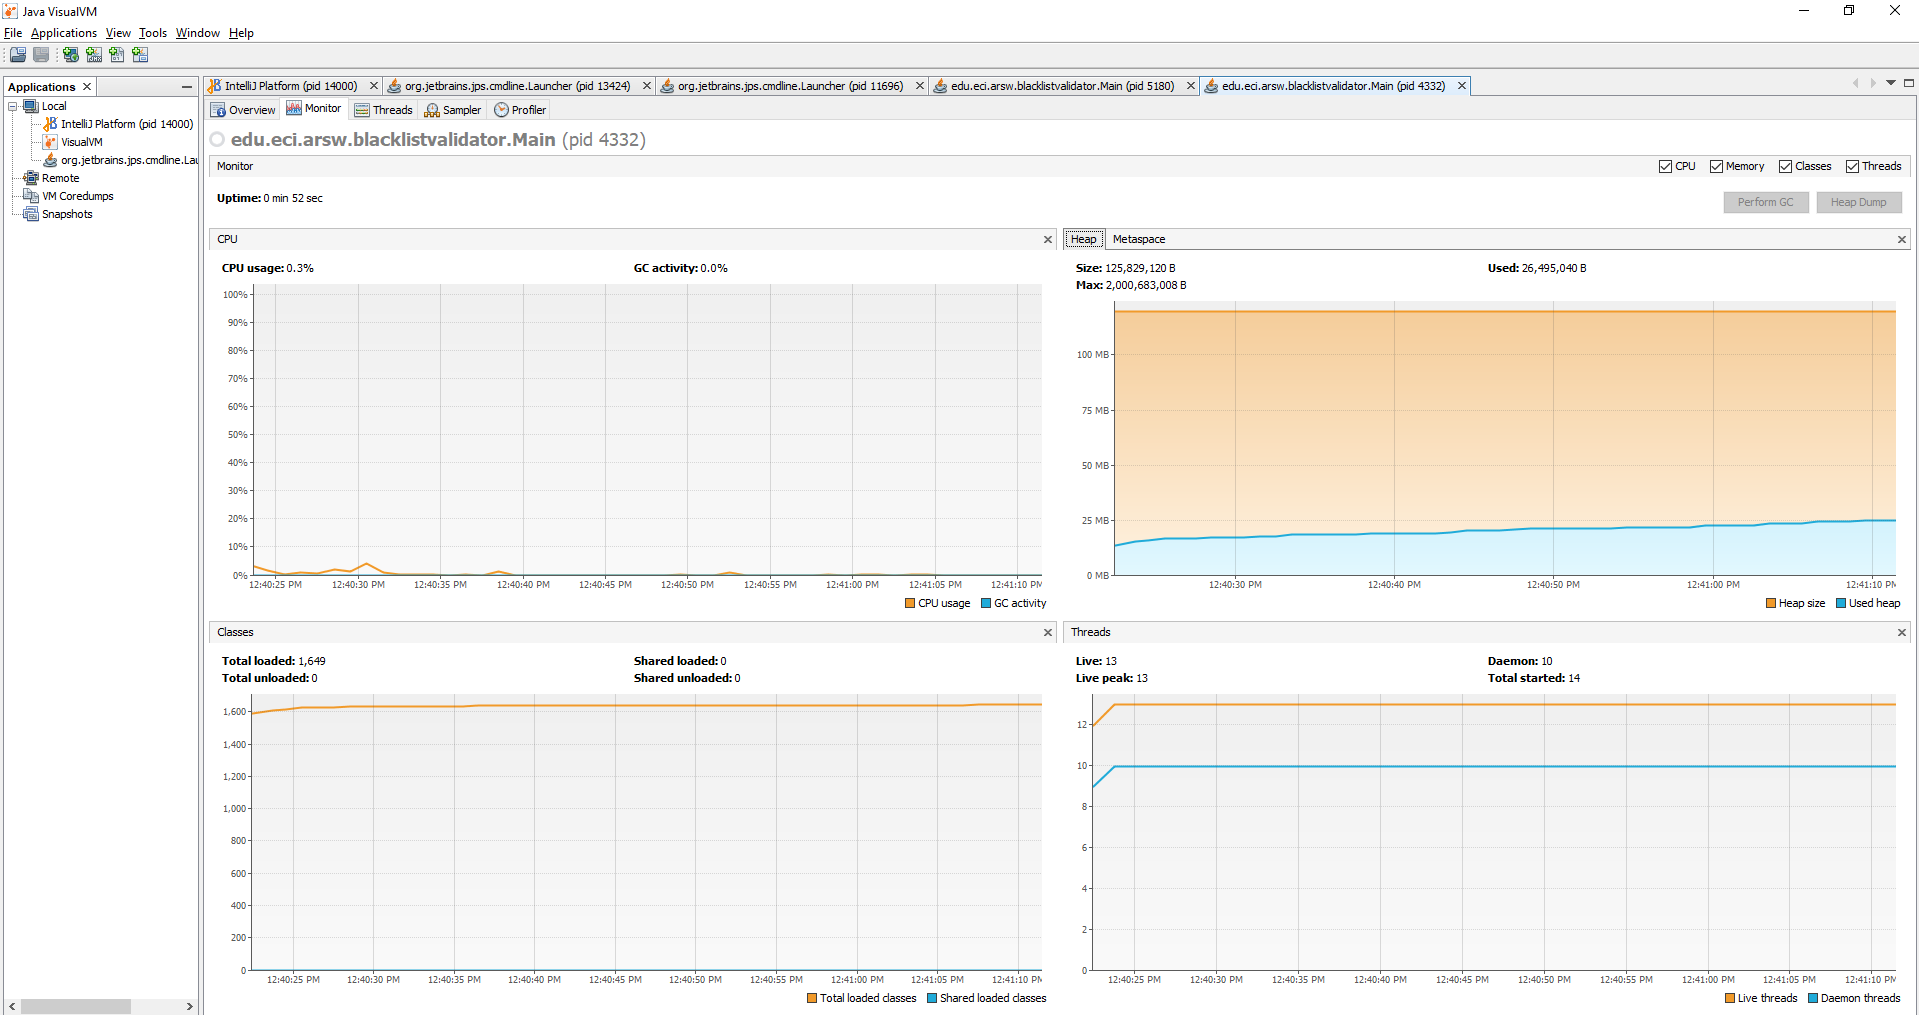 Java VisualVM
File Applications View Tools Window Help
Applications
Local
IntelliJ Platform (pid 14000)
VisualVM
org.jetbrains.jps.cmdline.Lau
Remote
VM Coredumps
Snapshots
IntelliJ Platform (pid 14000) org.jetbrains.jps.cmdline.Launcher (pid 13424) org.jetbrains.jps.cmdline.Launcher (pid 11696) edu.eci.arsw.blacklistvalidator.Main (pid 5180) edu.eci.arsw.blacklistvalidator.Main (pid 4332)
Overview Monitor Threads Sampler Profiler
edu.eci.arsw.blacklistvalidator.Main (pid 4332)
Monitor CPU Memory Classes Threads
Uptime: 0 min 52 sec Perform GC Heap Dump
CPU
CPU usage: 0.3% GC activity: 0.0%
100%
90%
80%
70%
60%
50%
40%
30%
20%
10%
0%
12:40:25 PM 12:40:30 PM 12:40:35 PM 12:40:40 PM 12:40:45 PM 12:40:50 PM 12:40:55 PM 12:41:00 PM 12:41:05 PM 12:41:10 PM
CPU usage GC activity
Heap Metaspace
Size: 125,829,120 B Used: 26,495,040 B
Max: 2,000,683,008 B
100 MB
75 MB
50 MB
25 MB
0 MB
12:40:30 PM 12:40:40 PM 12:40:50 PM 12:41:00 PM 12:41:10 PM
Heap size Used heap
Classes
Total loaded: 1,649 Shared loaded: 0
Total unloaded: 0 Shared unloaded: 0
1,600
1,400
1,200
1,000
800
600
400
200
0
12:40:25 PM 12:40:30 PM 12:40:35 PM 12:40:40 PM 12:40:45 PM 12:40:50 PM 12:40:55 PM 12:41:00 PM 12:41:05 PM 12:41:10 PM
Total loaded classes Shared loaded classes
Threads
Live: 13 Daemon: 10
Live peak: 13 Total started: 14
12
10
8
6
4
2
0
12:40:25 PM 12:40:30 PM 12:40:35 PM 12:40:40 PM 12:40:45 PM 12:40:50 PM 12:40:55 PM 12:41:00 PM 12:41:05 PM 12:41:10 PM
Live threads Daemon threads